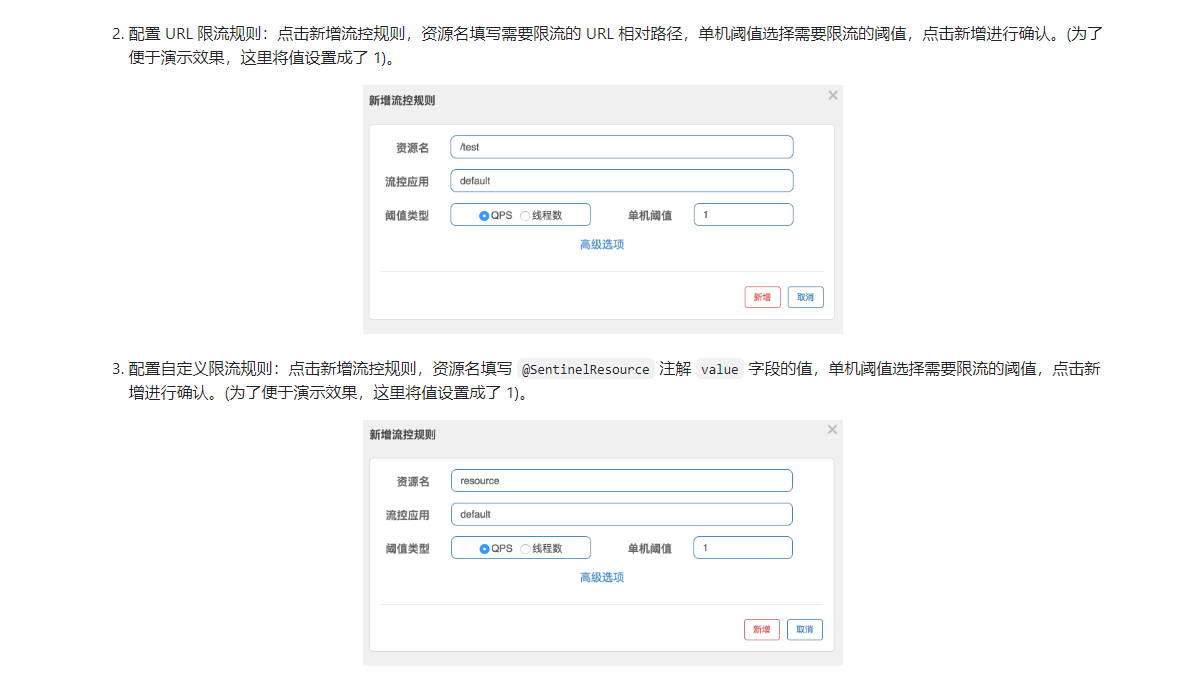 2. 配置 URL 限流规则：点击新增流控规则，资源名填写需要限流的 URL 相对路径，单机阈值选择需要限流的阈值，点击新增进行确认。(为了
便于演示效果，这里将值设置成了 1)。
新增流控规则 ×
资源名 /test
流控应用 default
阈值类型 QPS 线程数 单机阈值 1
高级选项
新增 取消
3. 配置自定义限流规则：点击新增流控规则，资源名填写 @SentinelResource 注解 value 字段的值，单机阈值选择需要限流的阈值，点击新
增进行确认。(为了便于演示效果，这里将值设置成了 1)。
新增流控规则 ×
资源名 resource
流控应用 default
阈值类型 QPS 线程数 单机阈值 1
高级选项
新增 取消